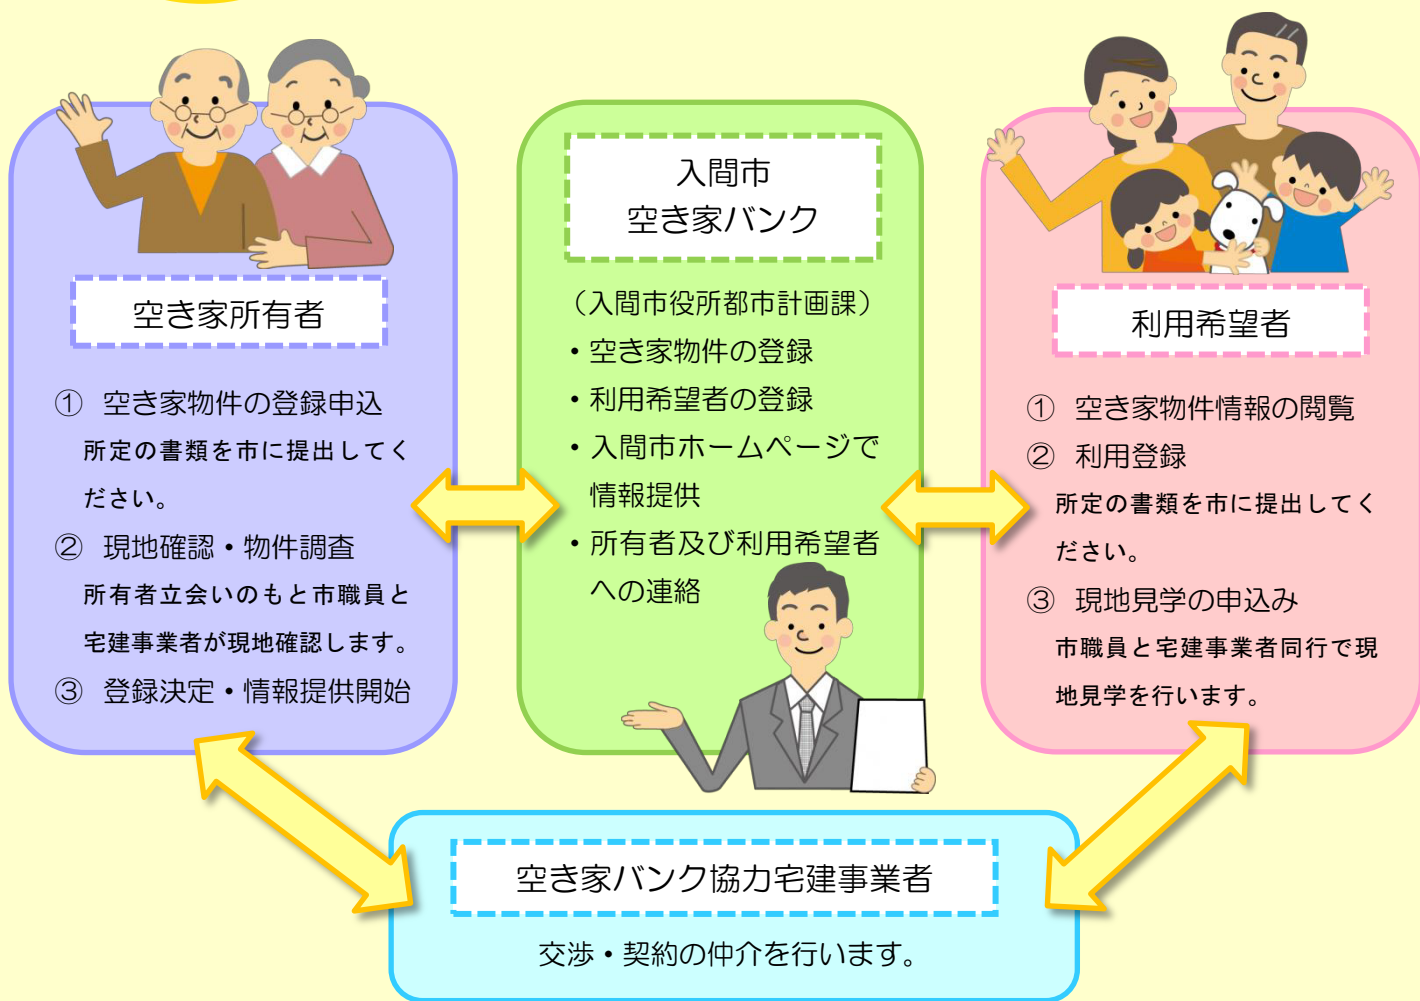 空き家所有者
① 空き家物件の登録申込
所定の書類を市に提出してく
ださい。
② 現地確認・物件調査
所有者立会いのもと市職員と
宅建事業者が現地確認します。
③ 登録決定・情報提供開始
入間市
空き家バンク
（入間市役所都市計画課）
・空き家物件の登録
・利用希望者の登録
・入間市ホームページで
情報提供
・所有者及び利用希望者
への連絡
利用希望者
① 空き家物件情報の閲覧
② 利用登録
所定の書類を市に提出してく
ださい。
③ 現地見学の申込み
市職員と宅建事業者同行で現
地見学を行います。
空き家バンク協力宅建事業者
交渉・契約の仲介を行います。